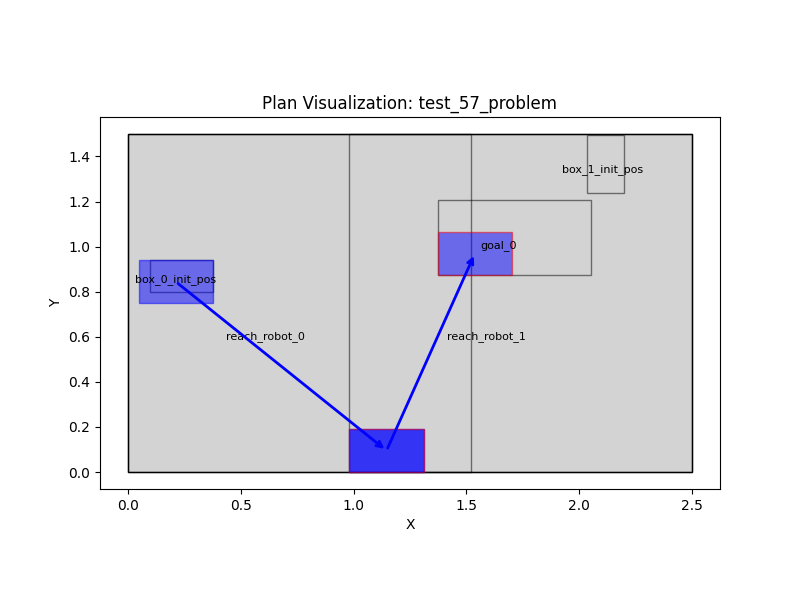 Plan Visualization: test_57_problem
1.4
1.2
1.0
0.8
0.6
0.4
0.2
0.0
Y
box_1_init_pos
goal_0
box_0_init_pos
reach_robot_0
reach_robot_1
0.0 0.5 1.0 1.5 2.0 2.5
X